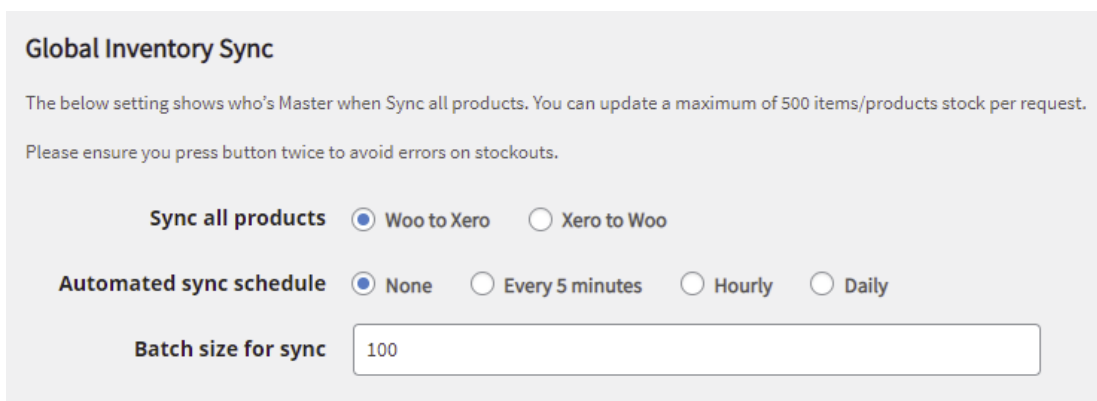 Global Inventory Sync
The below setting shows who's Master when Sync all products. You can update a maximum of 500 items/products stock per request.
Please ensure you press button twice to avoid errors on stockouts.
Sync all products Woo to Xero Xero to Woo
Automated sync schedule None Every 5 minutes Hourly Daily
Batch size for sync 100